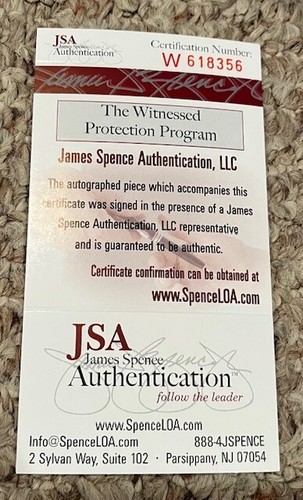 JSA
James Spence
Authentication
Certification Number:
W 618356
The Witnessed
Protection Program
James Spence Authentication, LLC
The autographed piece which accompanies this
certificate was signed in the presence of a James
Spence Authentication, LLC representative
and is guaranteed to be authentic.
Certificate confirmation can be obtained at
www.SpenceLOA.com
JSA
James Spence
Authentication™
follow the leader
www.SpenceLOA.com
Info@SpenceLOA.com 888-4JSPENCE
2 Sylvan Way, Suite 102 · Parsippany, NJ 07054